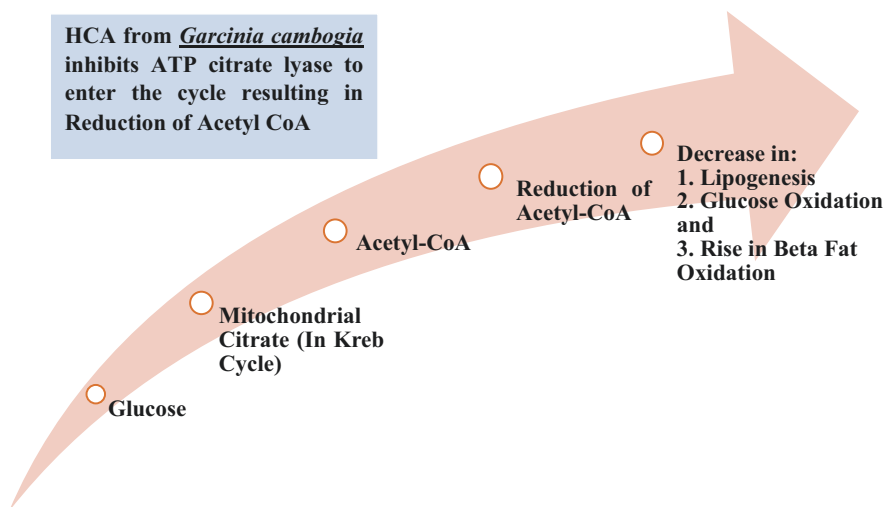 HCA from Garcinia cambogia
inhibits ATP citrate lyase to
enter the cycle resulting in
Reduction of Acetyl CoA
Glucose
Mitochondrial
Citrate (In Kreb
Cycle)
Acetyl-CoA
Reduction of
Acetyl-CoA
Decrease in:
1. Lipogenesis
2. Glucose Oxidation
and
3. Rise in Beta Fat
Oxidation